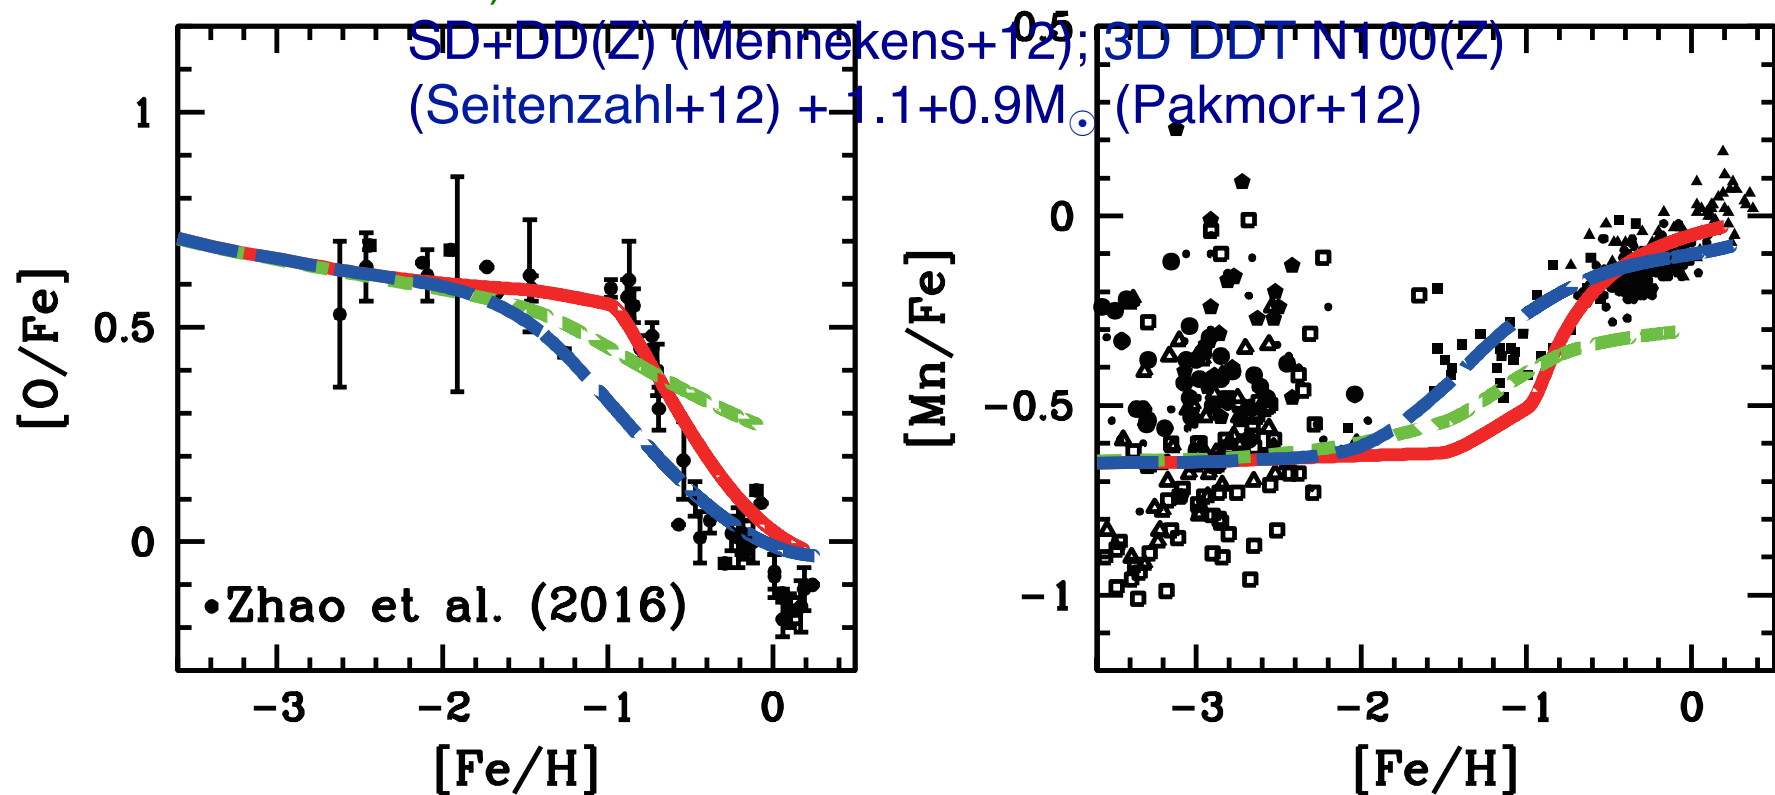 SD+DD(Z) (Mennekens+12); 3D DDT N100(Z)
(Seitenzahl+12) + 1.1+0.9M☉ (Pakmor+12)
[O/Fe]
1
0.5
0
•Zhao et al. (2016)
-3 -2 -1 0
[Fe/H]
[Mn/Fe]
0.5
0
-0.5
-1
-3 -2 -1 0
[Fe/H]